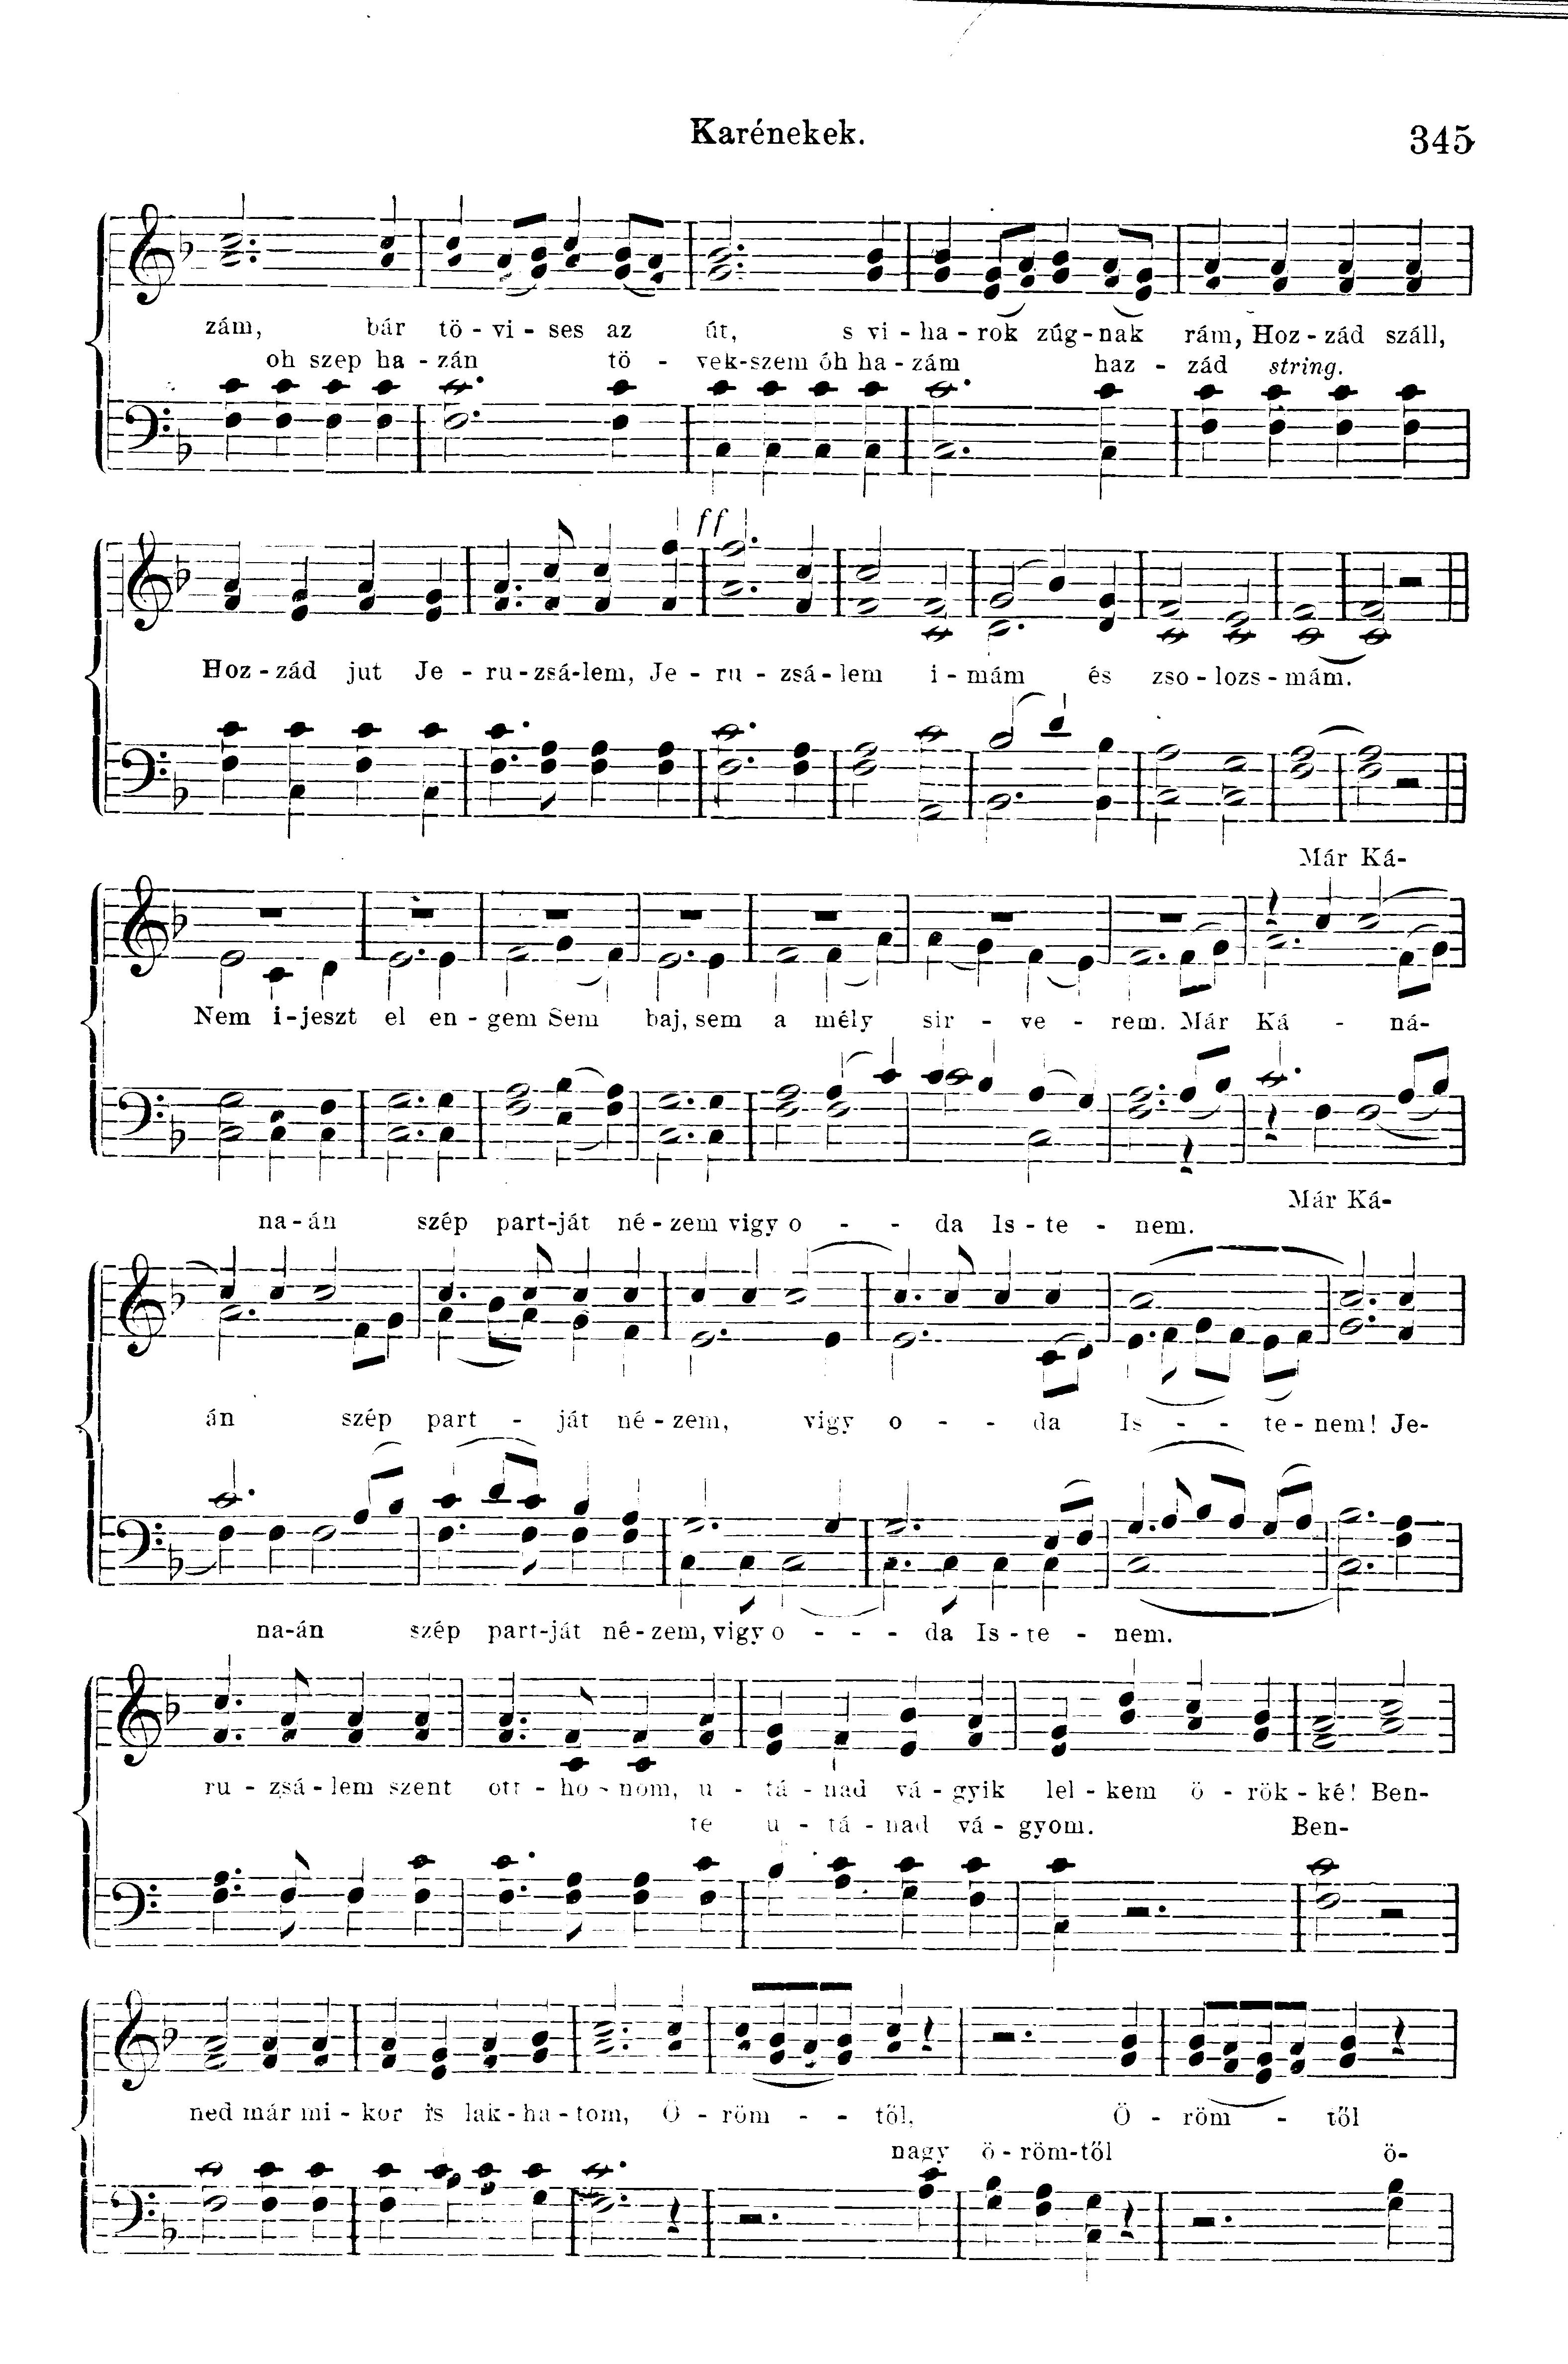 Karénekek.
345
zám, bár tö - vi - ses az út, s vi - ha - rok zúg - nak rám, Hoz - zád száll,
oh szep ha - zán tö - vek - szem óh ha - zám haz - zád string.
ff
Hoz - zád jut Je - ru - zsá - lem, Je - ru - zsá - lem i - mám és zso - lozs - mám.
Már Ká-
Nem i - jeszt el en - gem Sem baj, sem a mély sir - ve - rem. Már Ká - ná-
Már Ká-
na - án szép part - ját né - zem vigy o - - da Is - te - nem.
án szép part - ját né - zem, vigy o - - da Is - - te - nem! Je-
na - án szép part - ját né - zem, vigy o - - - da Is - te - nem.
ru - zsá - lem szent ott - ho - nom, u - tá - nad vá - gyik lel - kem ö - rök - ké! Ben-
te u - tá - nad vá - gyom. Ben-
ned már mi - kor is lak - ha - tom, Ö - röm - - től, Ö - röm - től
nagy ö - röm - től ö-